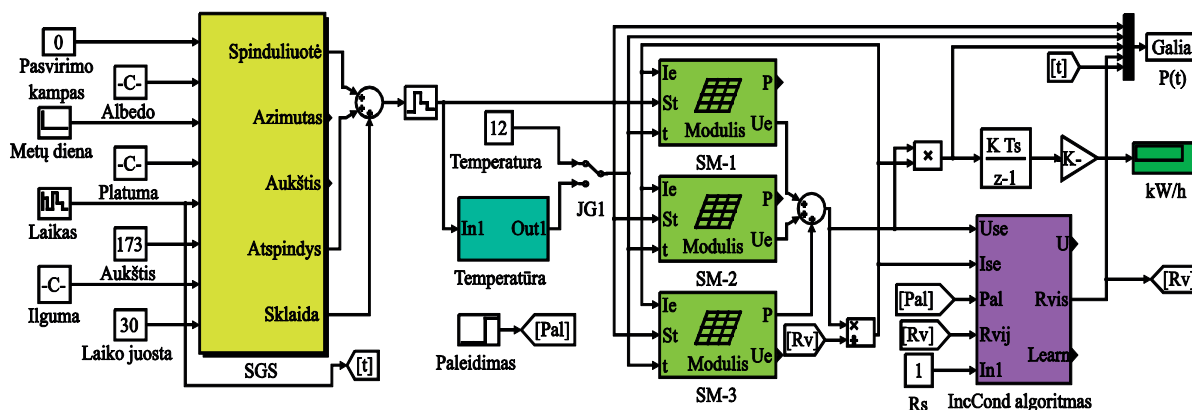 0
Pasvirimo
kampas
-C-
Albedo
Metų diena
-C-
Platuma
Laikas
173
Aukštis
-C-
Ilguma
30
Laiko juosta
Spinduliuotė
Azimutas
Aukštis
Atspindys
Sklaida
SGS
[t]
12
Temperatura
JG1
In1 Out1
Temperatūra
Paleidimas
[Pal]
Ie
St
t
P
Ue
Modulis
SM-1
Ie
St
t
P
Ue
Modulis
SM-2
Ie
St
t
P
Ue
Modulis
SM-3
[Rv]
×
÷
×
[t]
Galia
P(t)
K Ts
z-1
K-
kW/h
Use
Ise
Pal
Rvij
In1
U
Rvis
Learn
[Pal]
[Rv]
1
Rs
IncCond algoritmas
[Rv]